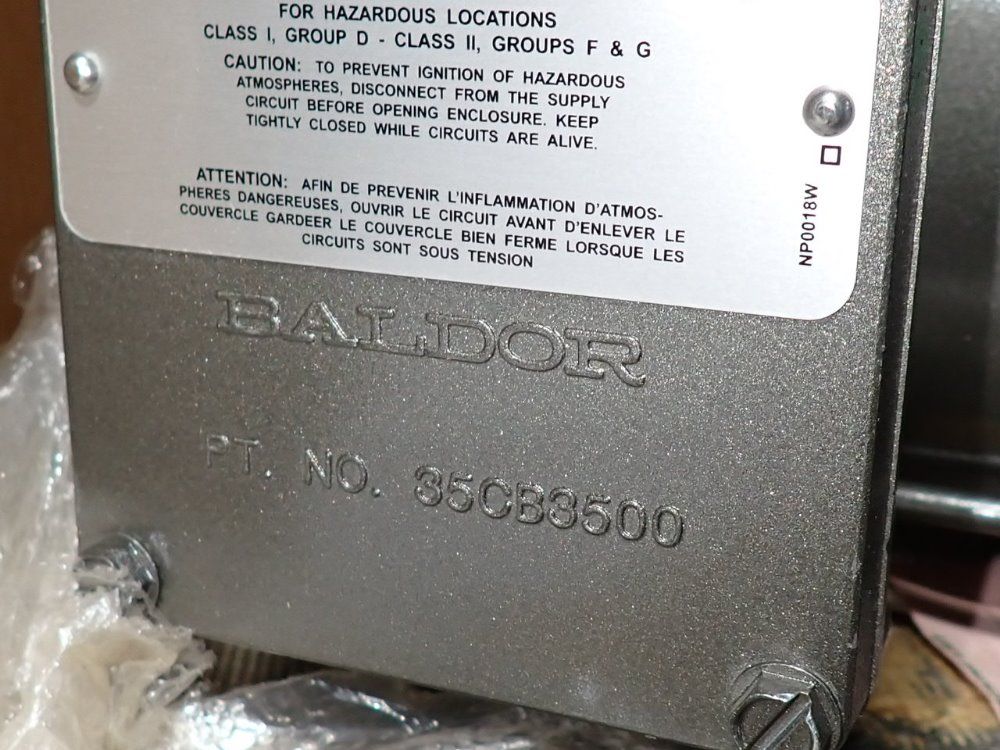 FOR HAZARDOUS LOCATIONS
CLASS I, GROUP D - CLASS II, GROUPS F & G
CAUTION: TO PREVENT IGNITION OF HAZARDOUS
ATMOSPHERES, DISCONNECT FROM THE SUPPLY
CIRCUIT BEFORE OPENING ENCLOSURE. KEEP
TIGHTLY CLOSED WHILE CIRCUITS ARE ALIVE.
ATTENTION: AFIN DE PREVENIR L'INFLAMMATION D'ATMOS-
PHERES DANGEREUSES, OUVRIR LE CIRCUIT AVANT D'ENLEVER LE
COUVERCLE GARDEER LE COUVERCLE BIEN FERME LORSQUE LES
CIRCUITS SONT SOUS TENSION
NP0018W
BALDOR
PT. NO. 35CB3500